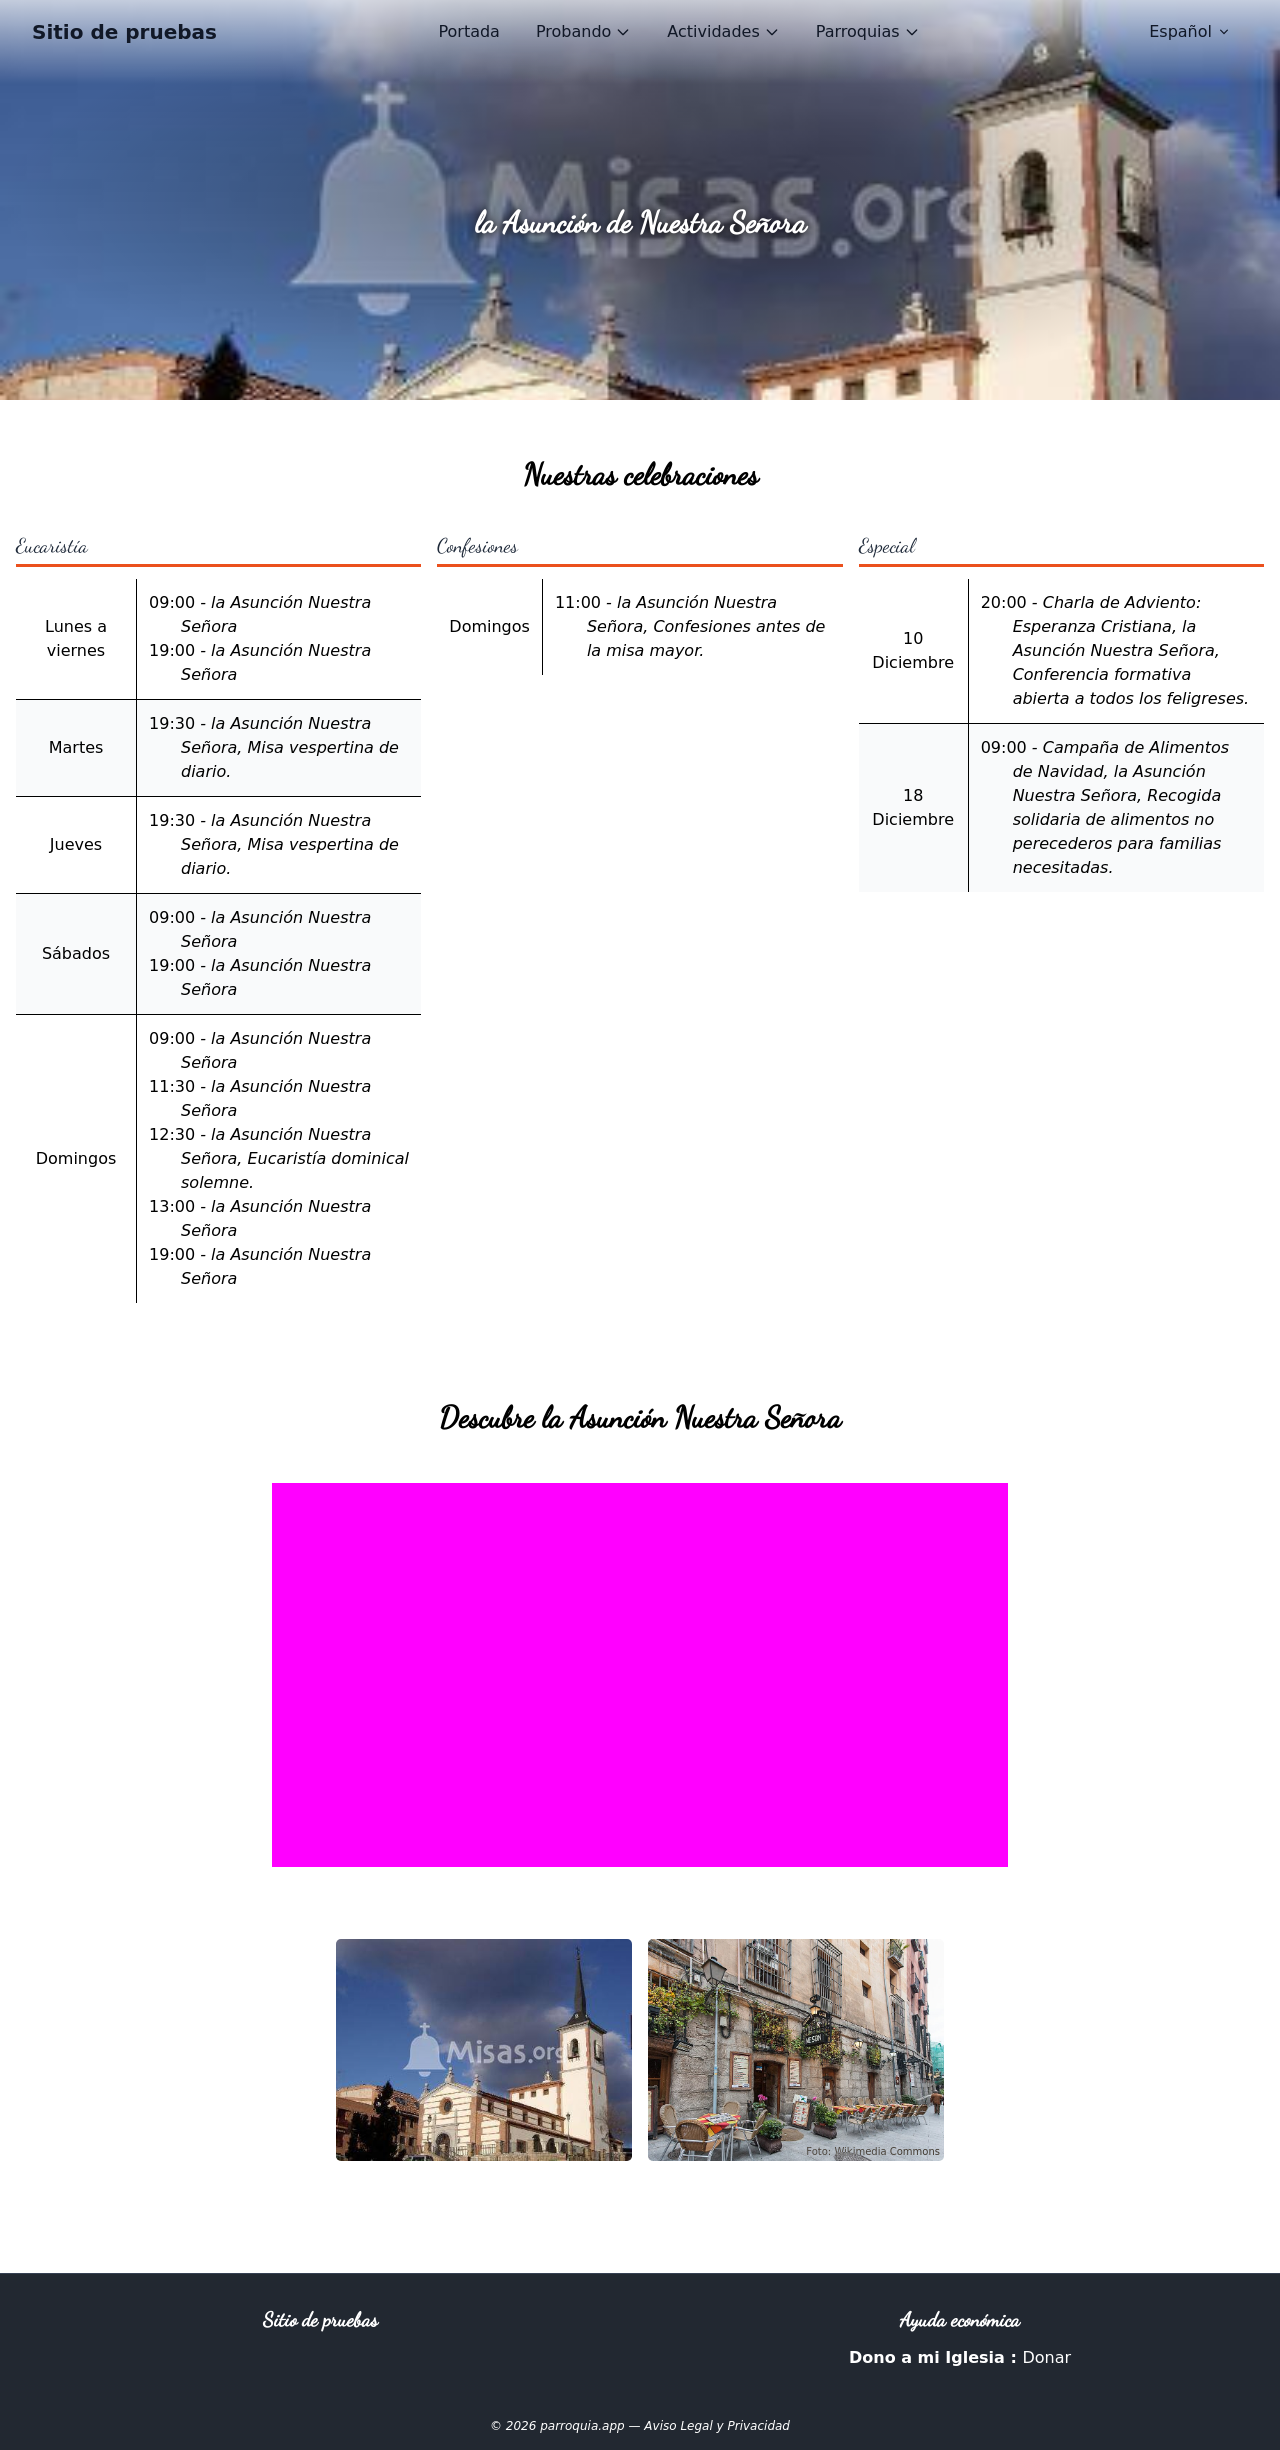 Sitio de pruebas
Portada
Probando
Actividades
Parroquias
Español
Misas.org
la Asunción de Nuestra Señora
Nuestras celebraciones
Eucaristía
Lunes a
viernes
09:00 - la Asunción Nuestra
Señora
19:00 - la Asunción Nuestra
Señora
Martes
19:30 - la Asunción Nuestra
Señora, Misa vespertina de
diario.
Jueves
19:30 - la Asunción Nuestra
Señora, Misa vespertina de
diario.
Sábados
09:00 - la Asunción Nuestra
Señora
19:00 - la Asunción Nuestra
Señora
Domingos
09:00 - la Asunción Nuestra
Señora
11:30 - la Asunción Nuestra
Señora
12:30 - la Asunción Nuestra
Señora, Eucaristía dominical
solemne.
13:00 - la Asunción Nuestra
Señora
19:00 - la Asunción Nuestra
Señora
Confesiones
Domingos
11:00 - la Asunción Nuestra
Señora, Confesiones antes de
la misa mayor.
Especial
10
Diciembre
20:00 - Charla de Adviento:
Esperanza Cristiana, la
Asunción Nuestra Señora,
Conferencia formativa
abierta a todos los feligreses.
18
Diciembre
09:00 - Campaña de Alimentos
de Navidad, la Asunción
Nuestra Señora, Recogida
solidaria de alimentos no
perecederos para familias
necesitadas.
Descubre la Asunción Nuestra Señora
Misas.org
MESON
Foto: Wikimedia Commons
Sitio de pruebas
Ayuda económica
Dono a mi Iglesia : Donar
© 2026 parroquia.app — Aviso Legal y Privacidad